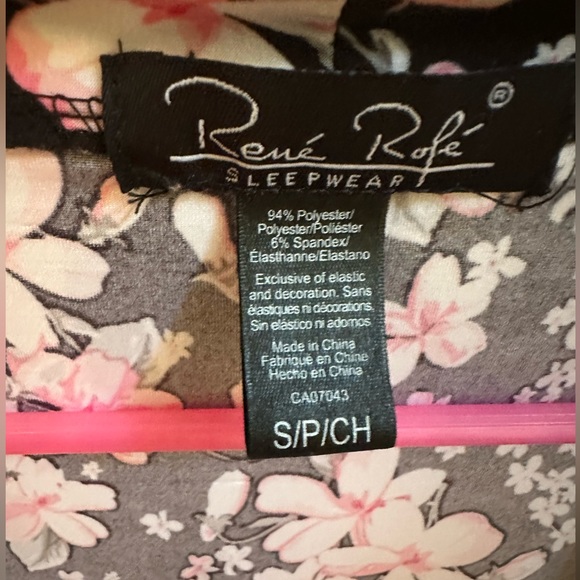 René Rofé ®
SLEEPWEAR
94% Polyester/
Polyester/Poliéster
6% Spandex/
Élasthanne/Elastano
Exclusive of elastic
and decoration. Sans
élastiques ni décorations.
Sin elástico ni adornos.
Made in China
Fabriqué en Chine
Hecho en China
CA07043
S/P/CH